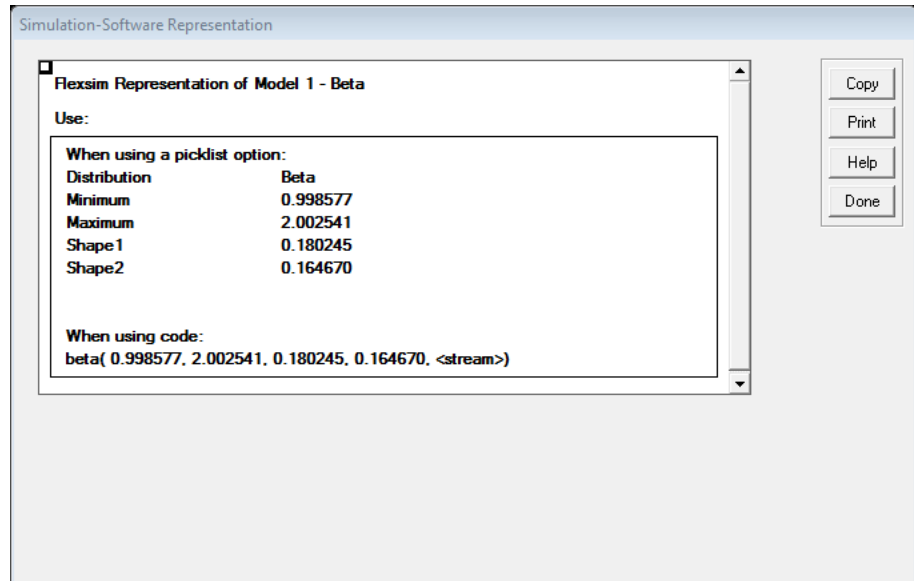 Simulation-Software Representation
Flexsim Representation of Model 1 - Beta
Use:
When using a picklist option:
Distribution Beta
Minimum 0.998577
Maximum 2.002541
Shape1 0.180245
Shape2 0.164670
When using code:
beta( 0.998577, 2.002541, 0.180245, 0.164670, <stream>)
Copy
Print
Help
Done